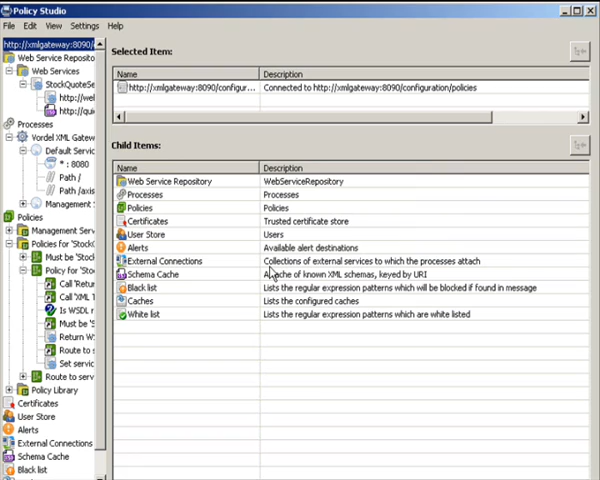 Policy Studio
File Edit View Settings Help
http://xmlgateway:8090/
Web Service Reposito
Web Services
StockQuoteSe
http://wel
http://qui
Processes
Vordel XML Gatew
Default Servic
* : 8080
Path /
Path /axis
Management S
Policies
Management Servi
Policies for 'StockQ
Must be 'Stoc
Policy for 'Stoc
Call 'Retur
Call 'XML T
Is WSDL r
Must be 'S
Return W
Route to s
Set servic
Route to serv
Policy Library
Certificates
User Store
Alerts
External Connections
Schema Cache
Black list
Selected Item:
Name Description
http://xmlgateway:8090/configur... Connected to http://xmlgateway:8090/configuration/policies
Child Items:
Name Description
Web Service Repository WebServiceRepository
Processes Processes
Policies Policies
Certificates Trusted certificate store
User Store Users
Alerts Available alert destinations
External Connections Collections of external services to which the processes attach
Schema Cache A cache of known XML schemas, keyed by URI
Black list Lists the regular expression patterns which will be blocked if found in message
Caches Lists the configured caches
White list Lists the regular expression patterns which are white listed